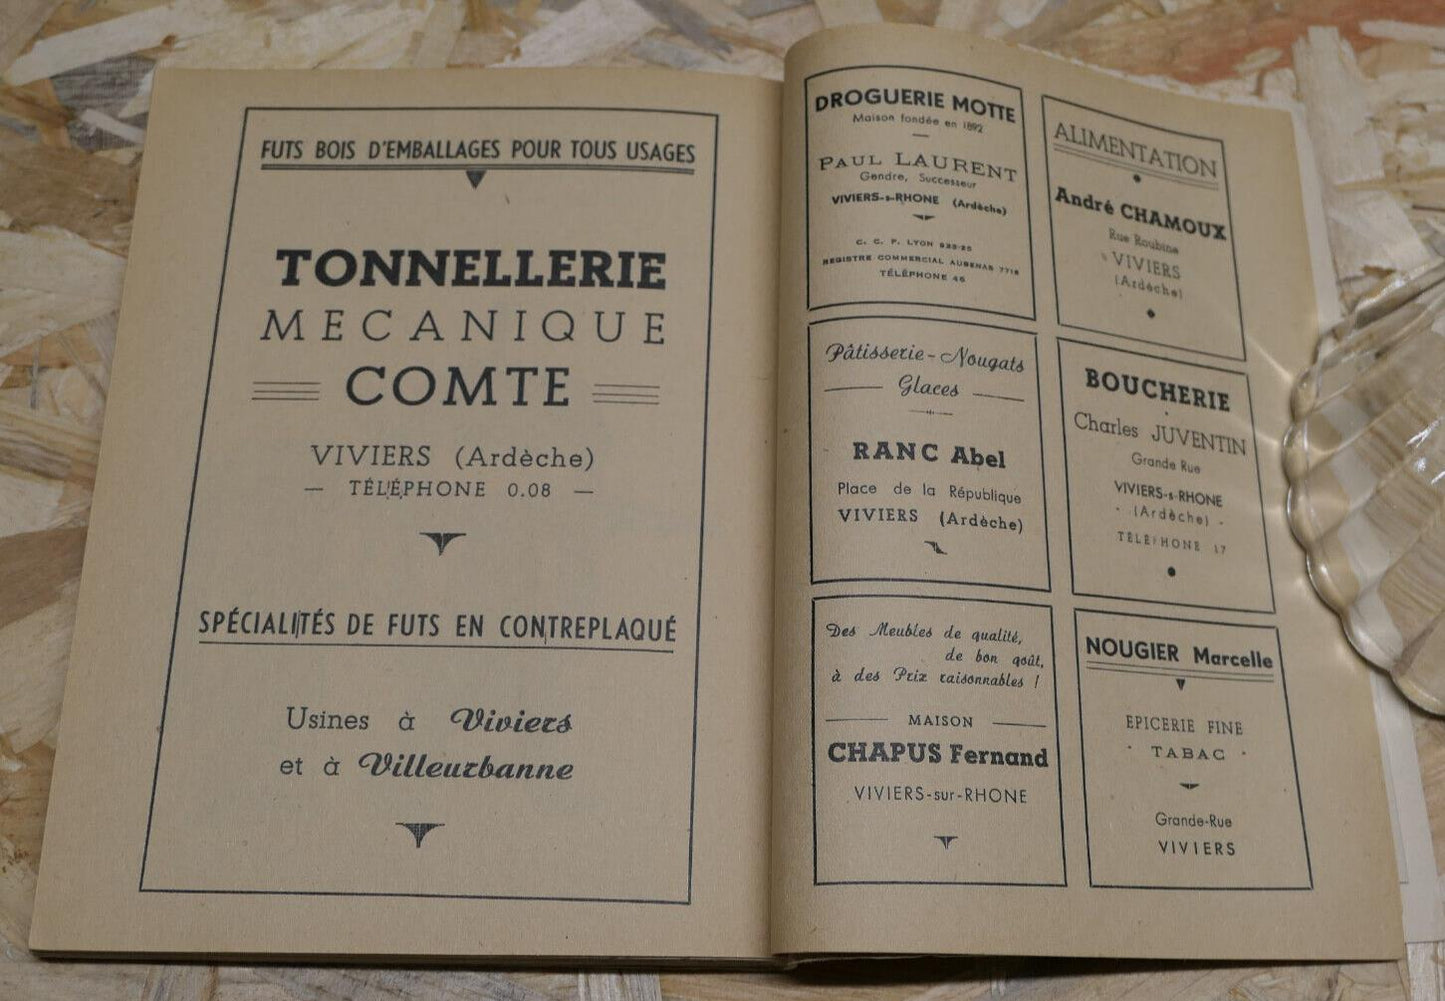 FUTS BOIS D'EMBALLAGES POUR TOUS USAGES
TONNELLERIE
MECANIQUE
COMTE
VIVIERS (Ardèche)
— TÉLÉPHONE 0.08 —
SPÉCIALITÉS DE FUTS EN CONTREPLAQUÉ
Usines à Viviers
et à Villeurbanne
DROGUERIE MOTTE
Maison fondée en 1892
PAUL LAURENT
Gendre, Successeur
VIVIERS-s-RHONE (Ardèche)
C. C. P. LYON 923-25
REGISTRE COMMERCIAL AUBENAS 7718
TÉLÉPHONE 46
Pâtisserie - Nougats
Glaces
RANC Abel
Place de la République
VIVIERS (Ardèche)
Des Meubles de qualité,
de bon goût,
à des Prix raisonnables !
MAISON
CHAPUS Fernand
VIVIERS-sur-RHONE
ALIMENTATION
André CHAMOUX
Rue Roubine
VIVIERS
(Ardèche)
BOUCHERIE
Charles JUVENTIN
Grande Rue
VIVIERS-s-RHONE
- (Ardèche) -
TÉLÉPHONE 17
NOUGIER Marcelle
EPICERIE FINE
- TABAC -
Grande-Rue
VIVIERS